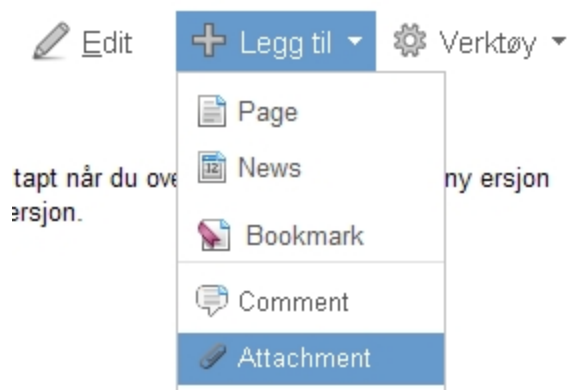 Edit Legg til Verktøy
Page
News
tapt når du ove ny ersjon
ersjon.
Bookmark
Comment
Attachment